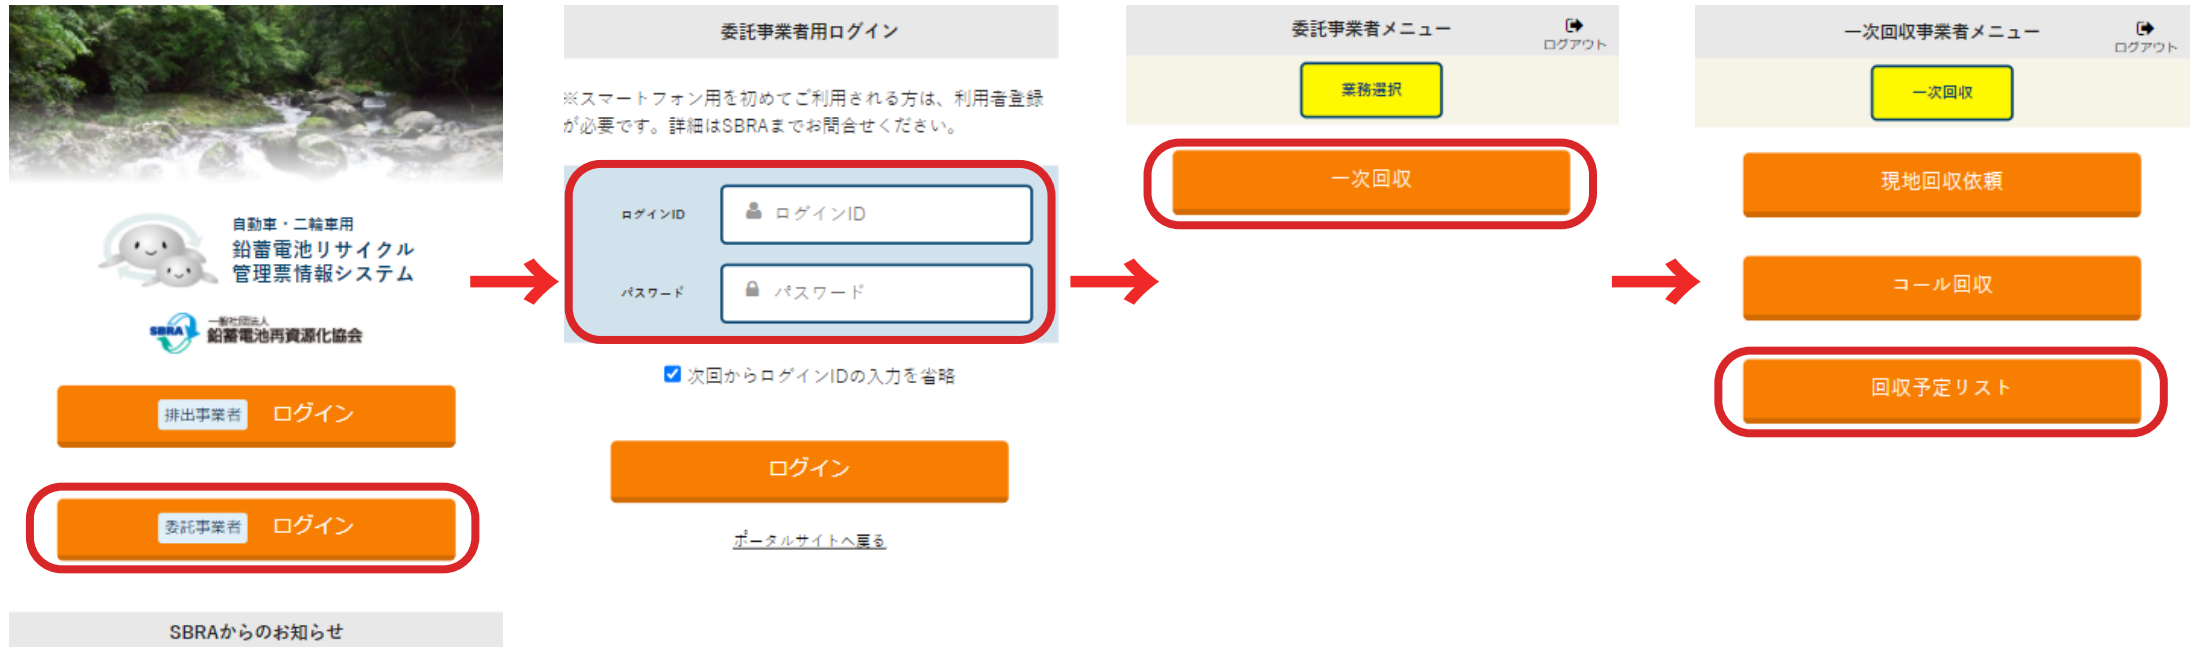 自動車・二輪車用
鉛蓄電池リサイクル
管理票情報システム
SBRA
一般社団法人
鉛蓄電池再資源化協会
排出事業者 ログイン
委託事業者 ログイン
SBRAからのお知らせ
委託事業者用ログイン
※スマートフォン用を初めてご利用される方は、利用者登録
が必要です。詳細はSBRAまでお問合せください。
ログインID ログインID
パスワード パスワード
次回からログインIDの入力を省略
ログイン
ポータルサイトへ戻る
委託事業者メニュー
ログアウト
業務選択
一次回収
一次回収事業者メニュー
ログアウト
一次回収
現地回収依頼
コール回収
回収予定リスト